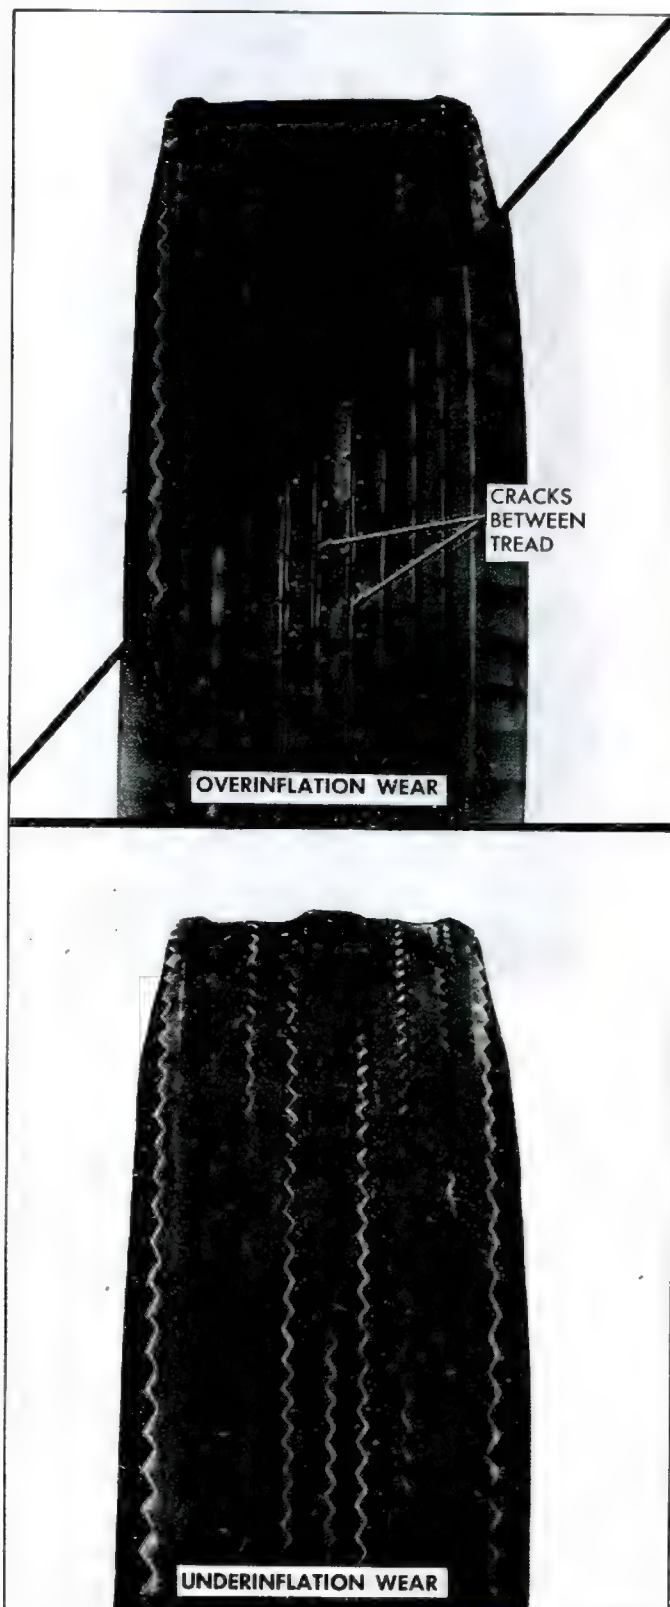 CRACKS
BETWEEN
TREAD
OVERINFLATION WEAR
UNDERINFLATION WEAR